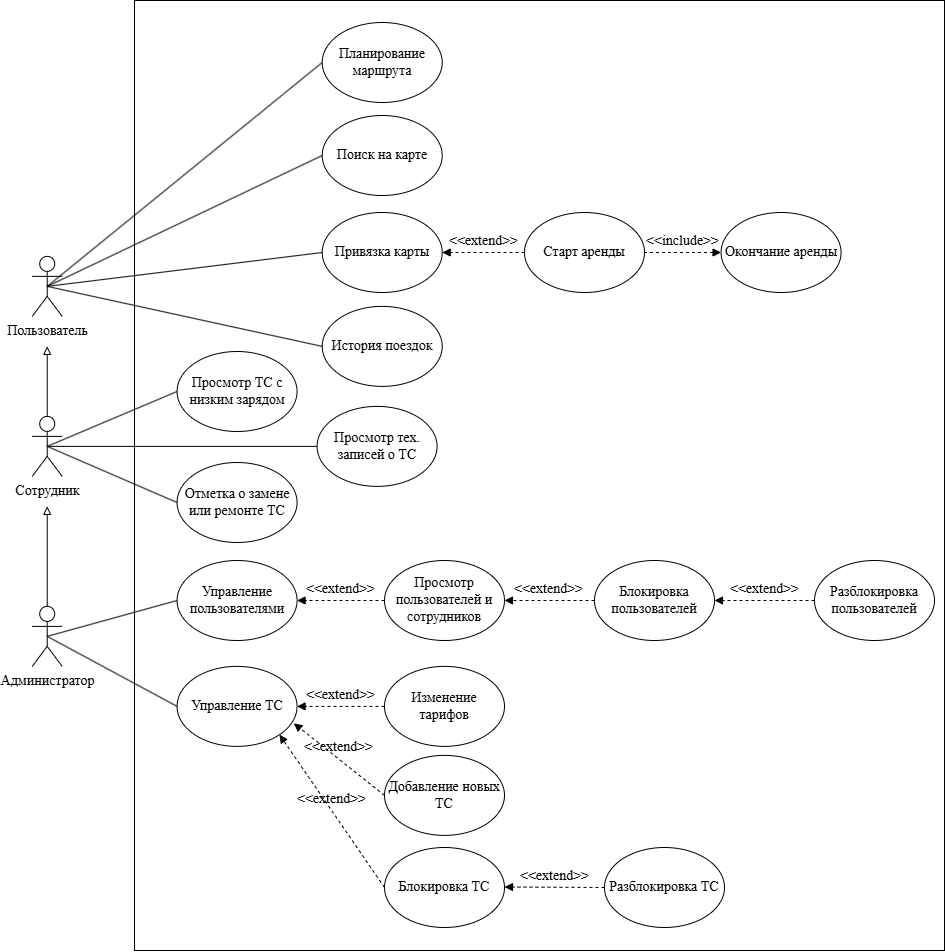 Планирование
маршрута
Поиск на карте
Привязка карты
<<extend>>
Старт аренды
<<include>>
Окончание аренды
Пользователь
История поездок
Просмотр ТС с
низким зарядом
Просмотр тех.
записей о ТС
Сотрудник
Отметка о замене
или ремонте ТС
Управление
пользователями
<<extend>>
Просмотр
пользователей и
сотрудников
<<extend>>
Блокировка
пользователей
<<extend>>
Разблокировка
пользователей
Администратор
Управление ТС
<<extend>>
Изменение
тарифов
<<extend>>
Добавление новых
ТС
<<extend>>
Блокировка ТС
<<extend>>
Разблокировка ТС